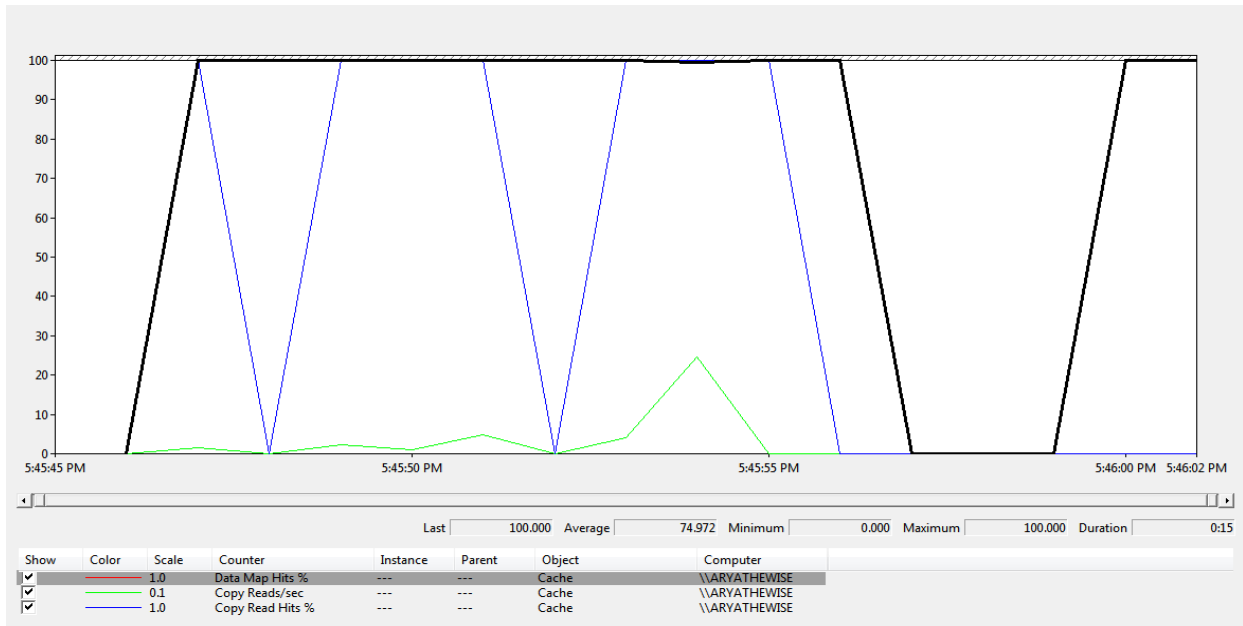 100
90
80
70
60
50
40
30
20
10
0
5:45:45 PM 5:45:50 PM 5:45:55 PM 5:46:00 PM 5:46:02 PM
Last 100.000 Average 74.972 Minimum 0.000 Maximum 100.000 Duration 0:15
Show Color Scale Counter Instance Parent Object Computer
1.0 Data Map Hits % --- --- Cache \\ARYATHEWISE
0.1 Copy Reads/sec --- --- Cache \\ARYATHEWISE
1.0 Copy Read Hits % --- --- Cache \\ARYATHEWISE